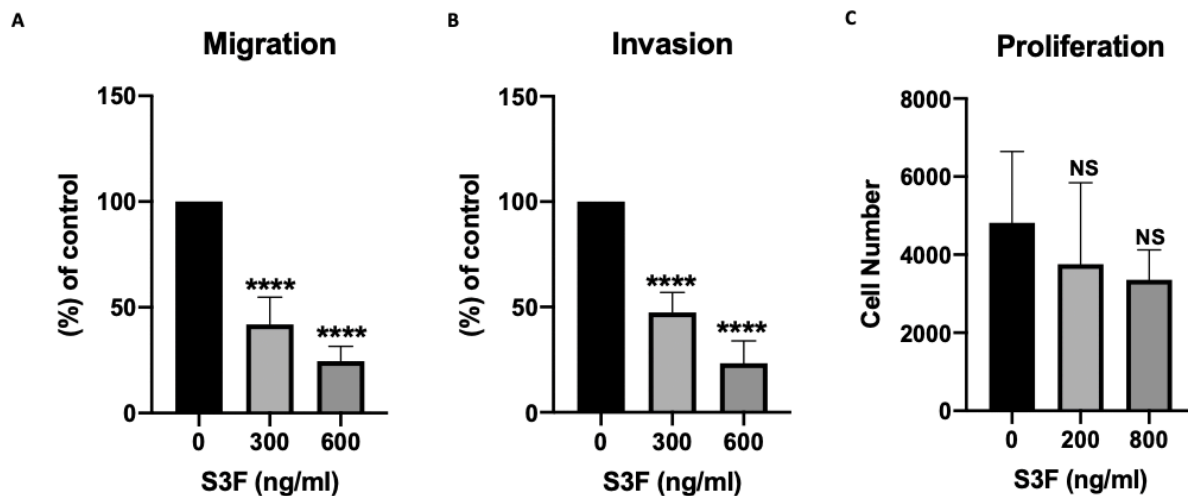 A
Migration
(%) of control
150
100
50
0
****
****
0 300 600
S3F (ng/ml)
B
Invasion
(%) of control
150
100
50
0
****
****
0 300 600
S3F (ng/ml)
C
Proliferation
Cell Number
8000
6000
4000
2000
0
NS
NS
0 200 800
S3F (ng/ml)